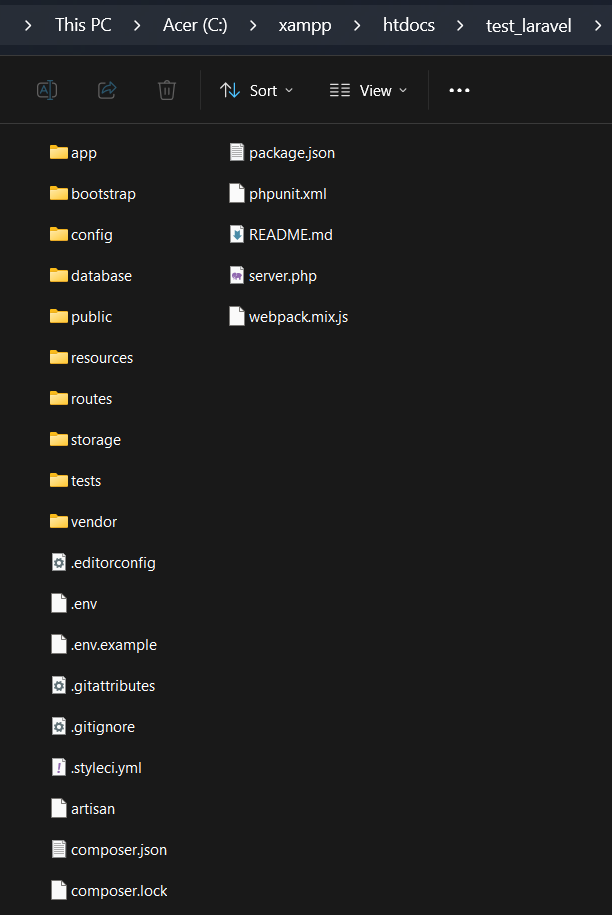 This PC Acer (C:) xampp htdocs test_laravel
Sort View
app
bootstrap
config
database
public
resources
routes
storage
tests
vendor
.editorconfig
.env
.env.example
.gitattributes
.gitignore
.styleci.yml
artisan
composer.json
composer.lock
package.json
phpunit.xml
README.md
server.php
webpack.mix.js